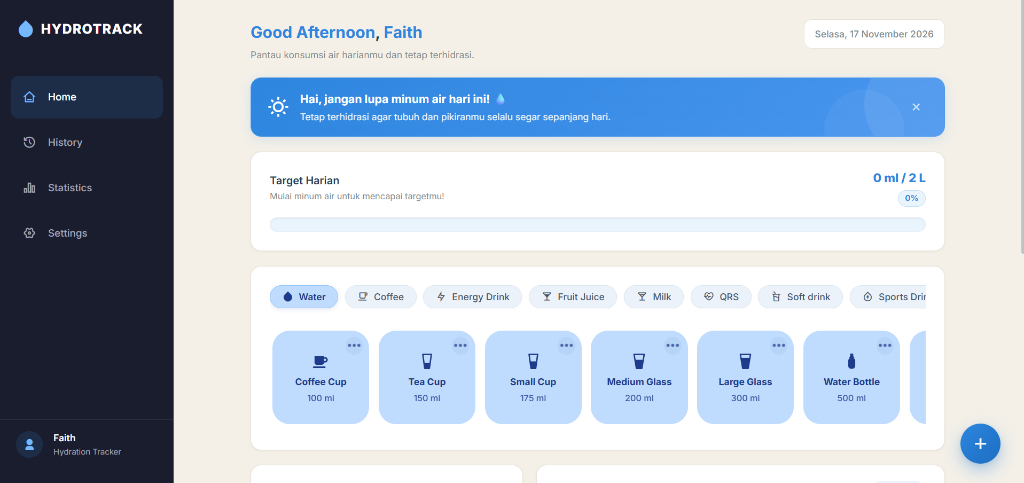 HYDROTRACK
Home
History
Statistics
Settings
Faith
Hydration Tracker
Good Afternoon, Faith
Pantau konsumsi air harianmu dan tetap terhidrasi.
Selasa, 17 November 2026
Hai, jangan lupa minum air hari ini! 💧
Tetap terhidrasi agar tubuh dan pikiranmu selalu segar sepanjang hari.
Target Harian
Mulai minum air untuk mencapai targetmu!
0 ml / 2 L
0%
Water
Coffee
Energy Drink
Fruit Juice
Milk
QRS
Soft drink
Sports Drin
Coffee Cup
100 ml
Tea Cup
150 ml
Small Cup
175 ml
Medium Glass
200 ml
Large Glass
300 ml
Water Bottle
500 ml